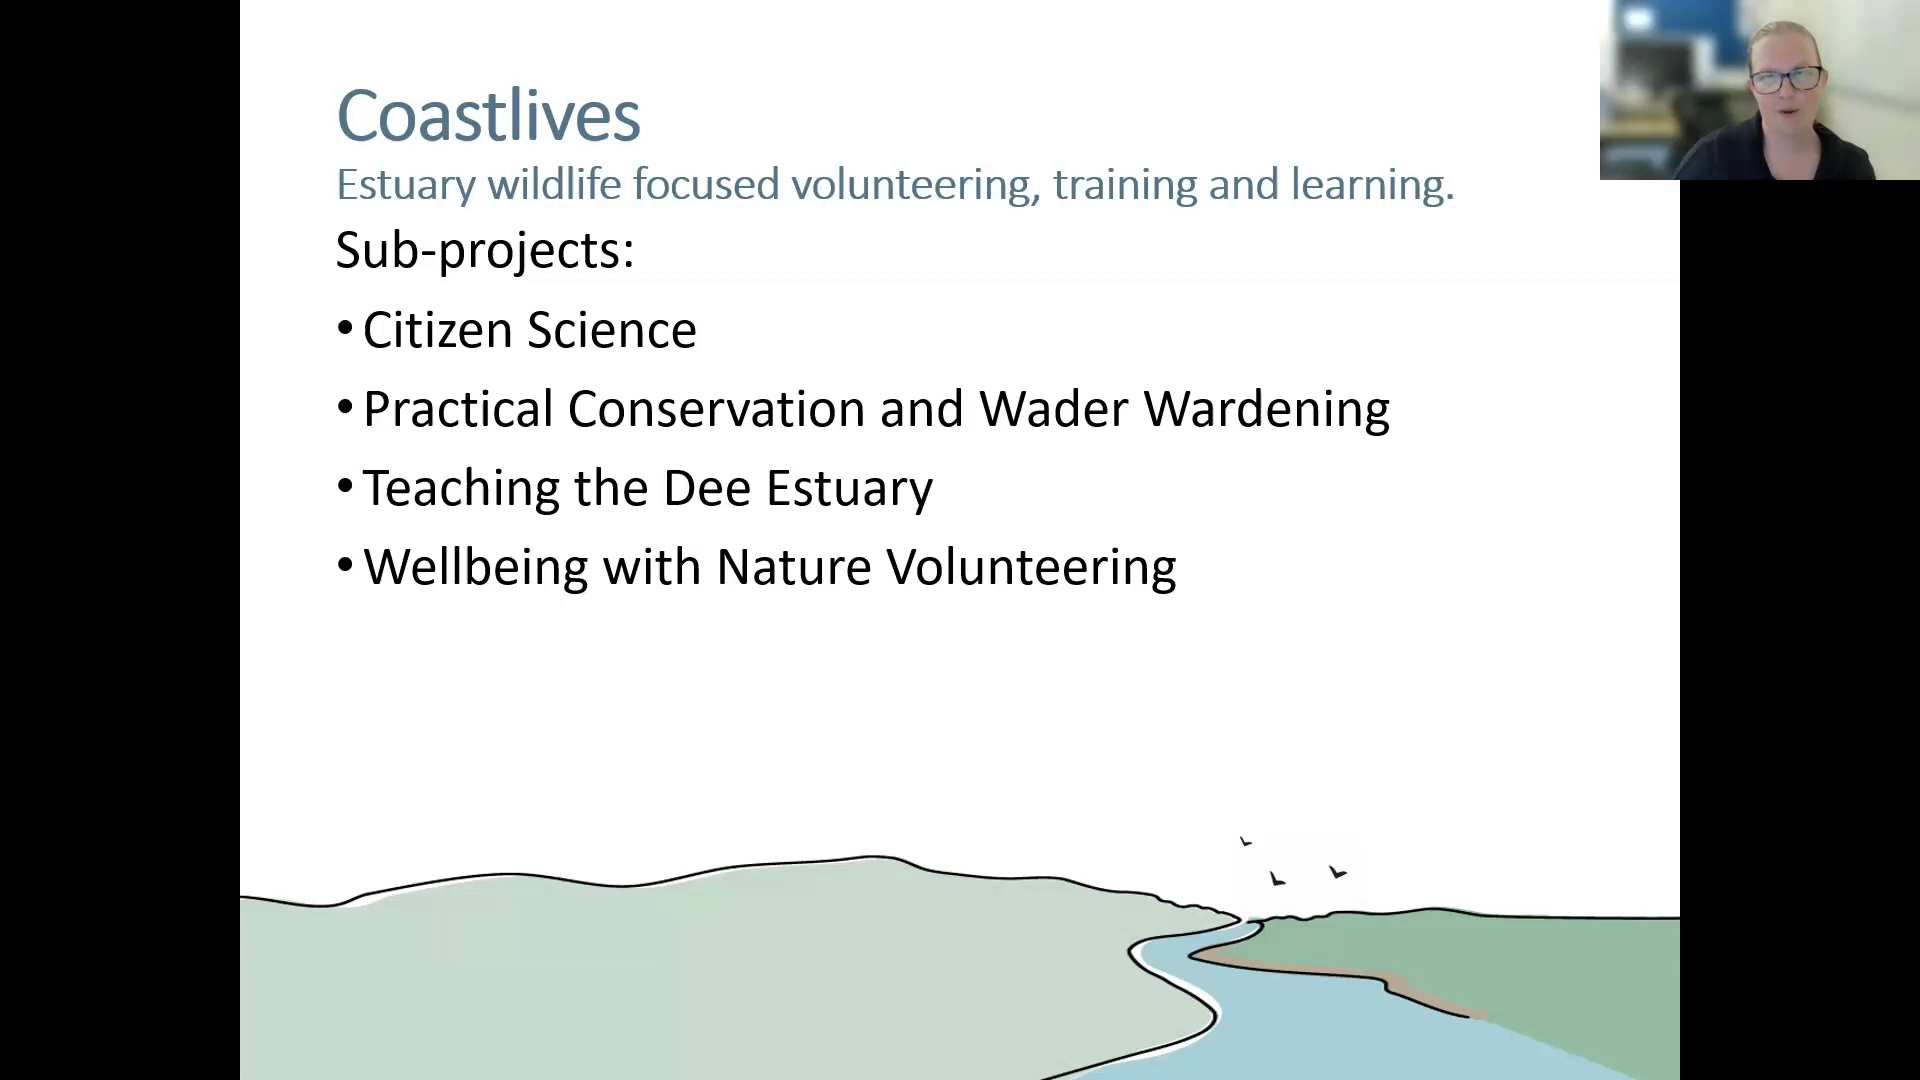 Coastlives
Estuary wildlife focused volunteering, training and learning.
Sub-projects:
• Citizen Science
• Practical Conservation and Wader Wardening
• Teaching the Dee Estuary
• Wellbeing with Nature Volunteering